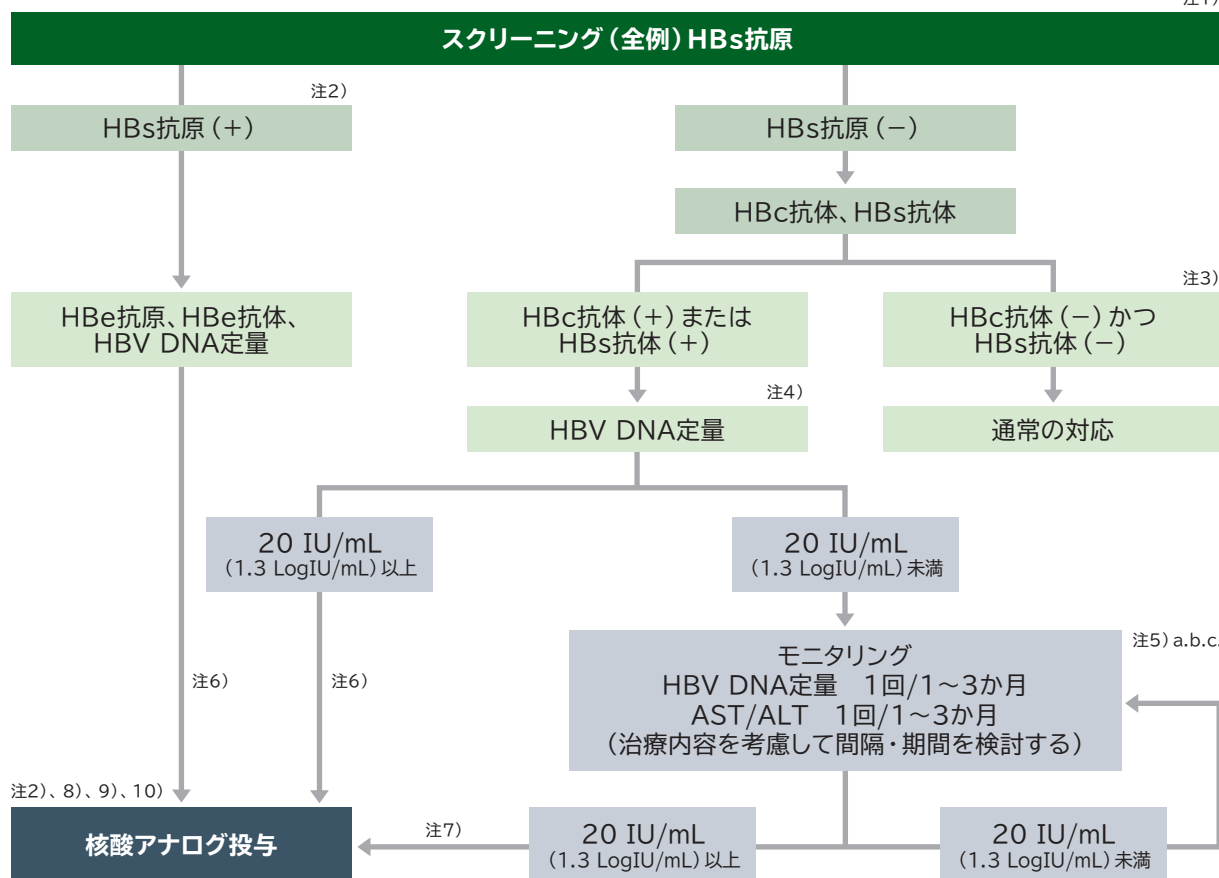 注1)
スクリーニング（全例）HBs抗原
注2)
HBs抗原（＋）
HBs抗原（－）
HBc抗体、HBs抗体
注3)
HBe抗原、HBe抗体、
HBV DNA定量
HBc抗体（＋）または
HBs抗体（＋）
HBc抗体（－）かつ
HBs抗体（－）
注4)
HBV DNA定量
通常の対応
20 IU/mL
（1.3 LogIU/mL）以上
20 IU/mL
（1.3 LogIU/mL）未満
注5) a.b.c.
モニタリング
HBV DNA定量　1回/1～3か月
AST/ALT　1回/1～3か月
（治療内容を考慮して間隔・期間を検討する）
注6)
注6)
注2)、8)、9)、10)
核酸アナログ投与
注7)
20 IU/mL
（1.3 LogIU/mL）以上
20 IU/mL
（1.3 LogIU/mL）未満